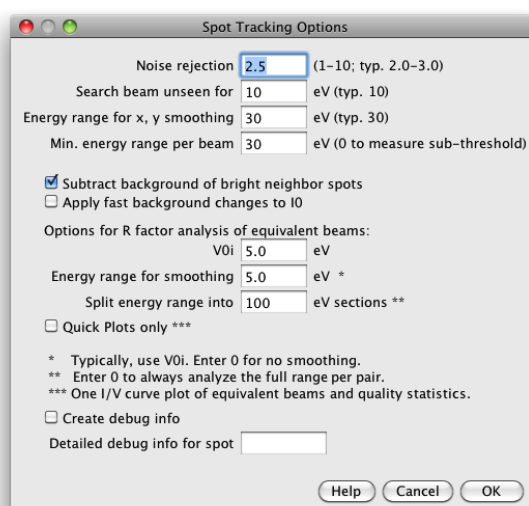 Spot Tracking Options
Noise rejection 2.5 (1–10; typ. 2.0–3.0)
Search beam unseen for 10 eV (typ. 10)
Energy range for x, y smoothing 30 eV (typ. 30)
Min. energy range per beam 30 eV (0 to measure sub-threshold)
Subtract background of bright neighbor spots
Apply fast background changes to I0
Options for R factor analysis of equivalent beams:
V0i 5.0 eV
Energy range for smoothing 5.0 eV *
Split energy range into 100 eV sections **
Quick Plots only ***
* Typically, use V0i. Enter 0 for no smoothing.
** Enter 0 to always analyze the full range per pair.
*** One I/V curve plot of equivalent beams and quality statistics.
Create debug info
Detailed debug info for spot
Help Cancel OK